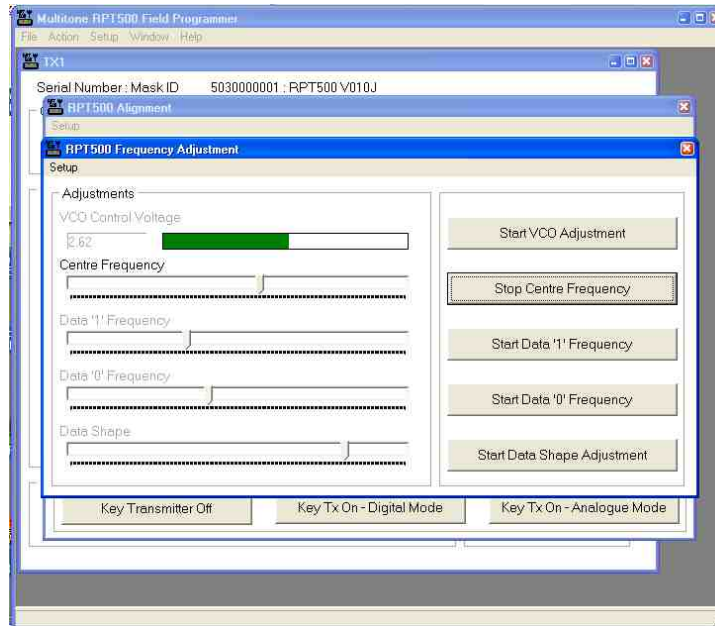 Multitone RPT500 Field Programmer
File Action Setup Window Help
TX1
Serial Number : Mask ID 5030000001 : RPT500 V010J
RPT500 Alignment
Setup
RPT500 Frequency Adjustment
Setup
Adjustments
VCO Control Voltage
2.62
Start VCO Adjustment
Centre Frequency
Stop Centre Frequency
Data '1' Frequency
Start Data '1' Frequency
Data '0' Frequency
Start Data '0' Frequency
Data Shape
Start Data Shape Adjustment
Key Transmitter Off
Key Tx On - Digital Mode
Key Tx On - Analogue Mode